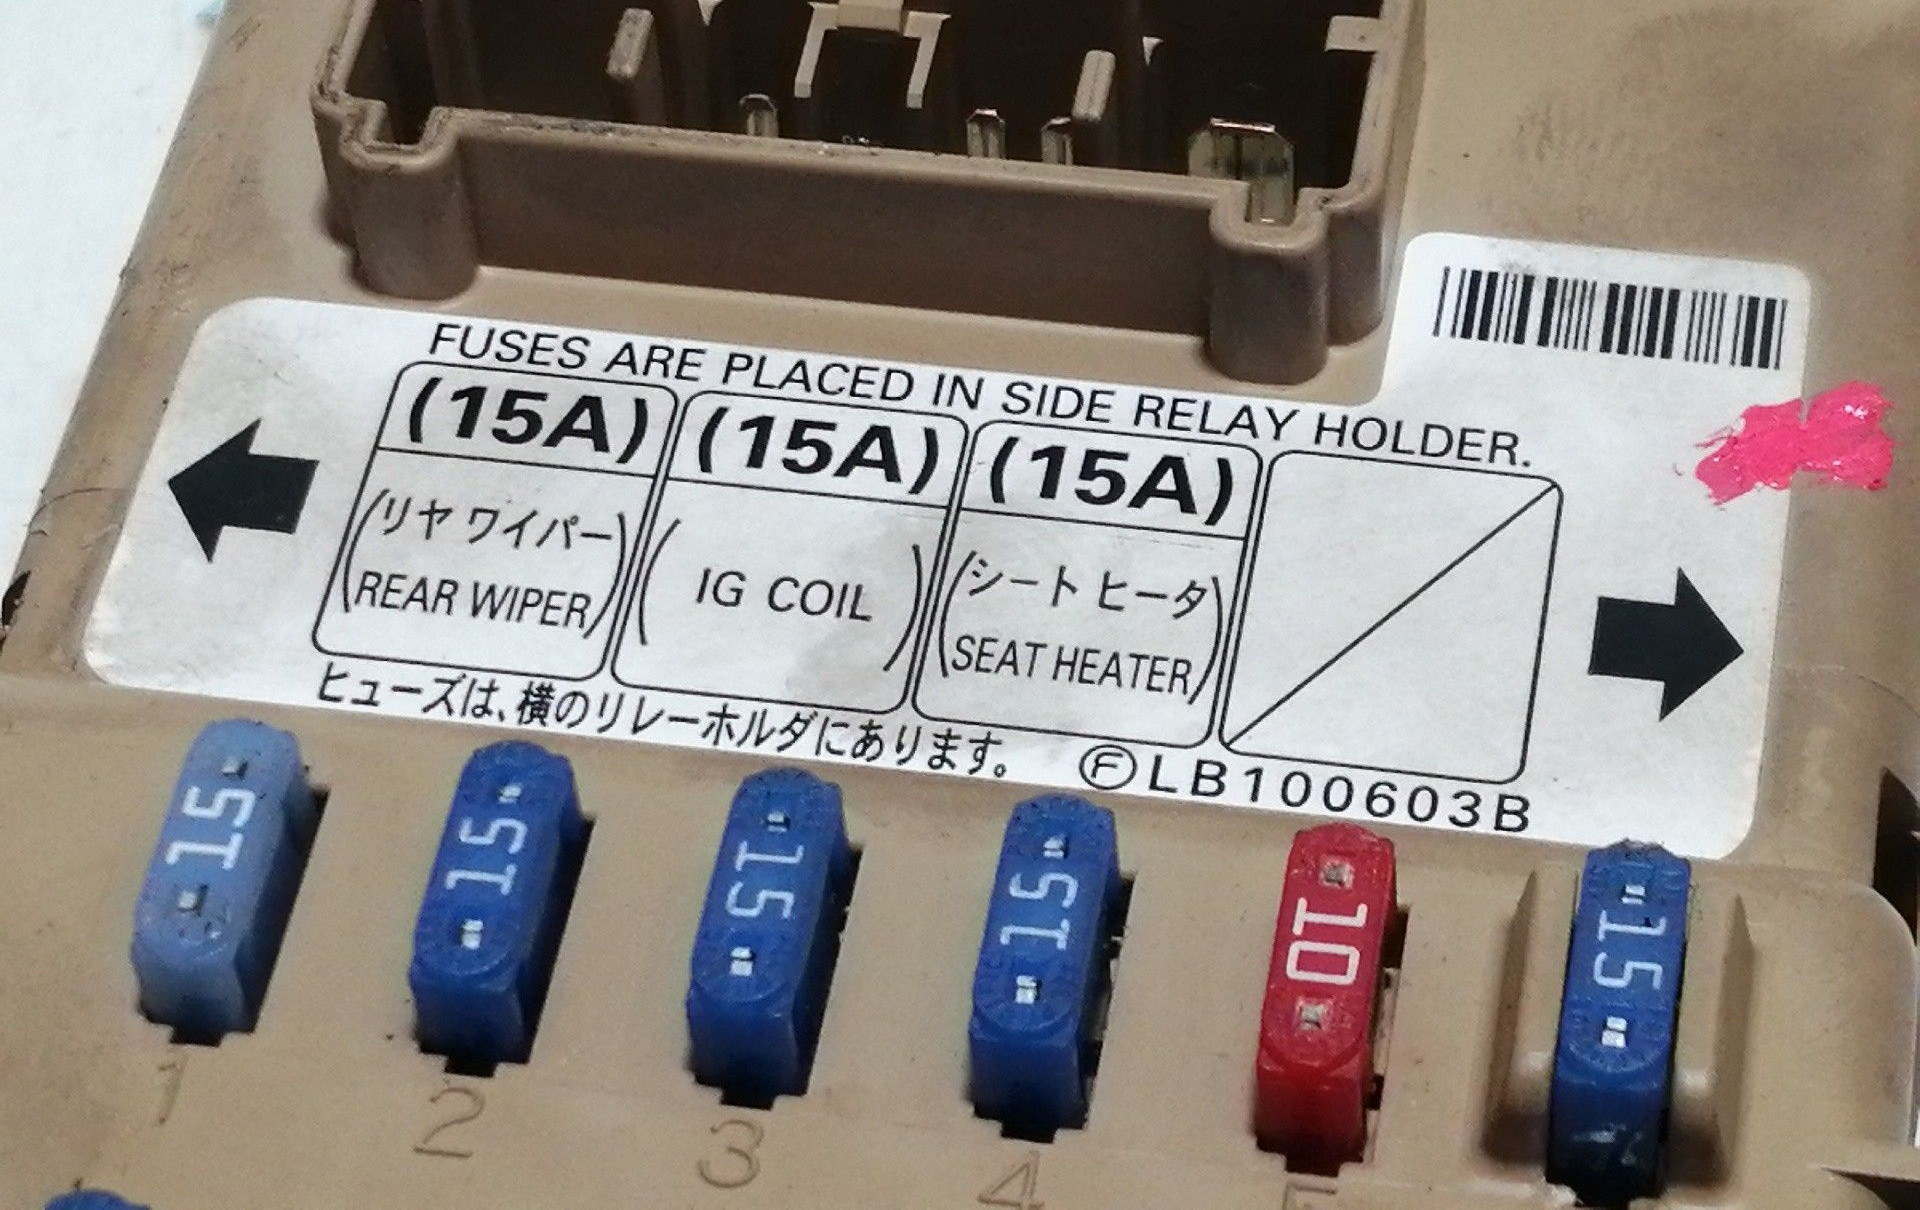 FUSES ARE PLACED IN SIDE RELAY HOLDER.
(15A) (15A) (15A)
(リヤ ワイパー
REAR WIPER)
( IG COIL )
(シート ヒータ
SEAT HEATER)
ヒューズは、横のリレーホルダにあります。
Ⓕ LB100603B
15 15 15 15 10 15
1 2 3 4 5